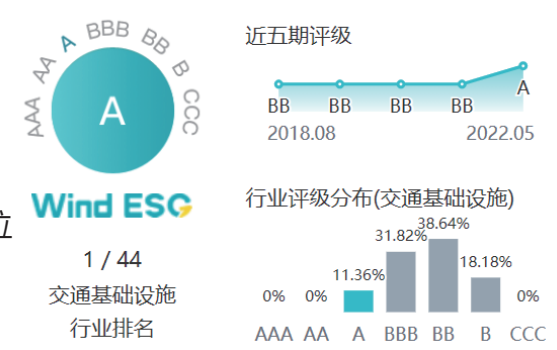 AAA AA A BBB BB B CCC
A
Wind ESG
位
1 / 44
交通基础设施
行业排名
近五期评级
BB BB BB BB A
2018.08 2022.05
行业评级分布(交通基础设施)
0% 0% 11.36% 31.82% 38.64% 18.18% 0%
AAA AA A BBB BB B CCC